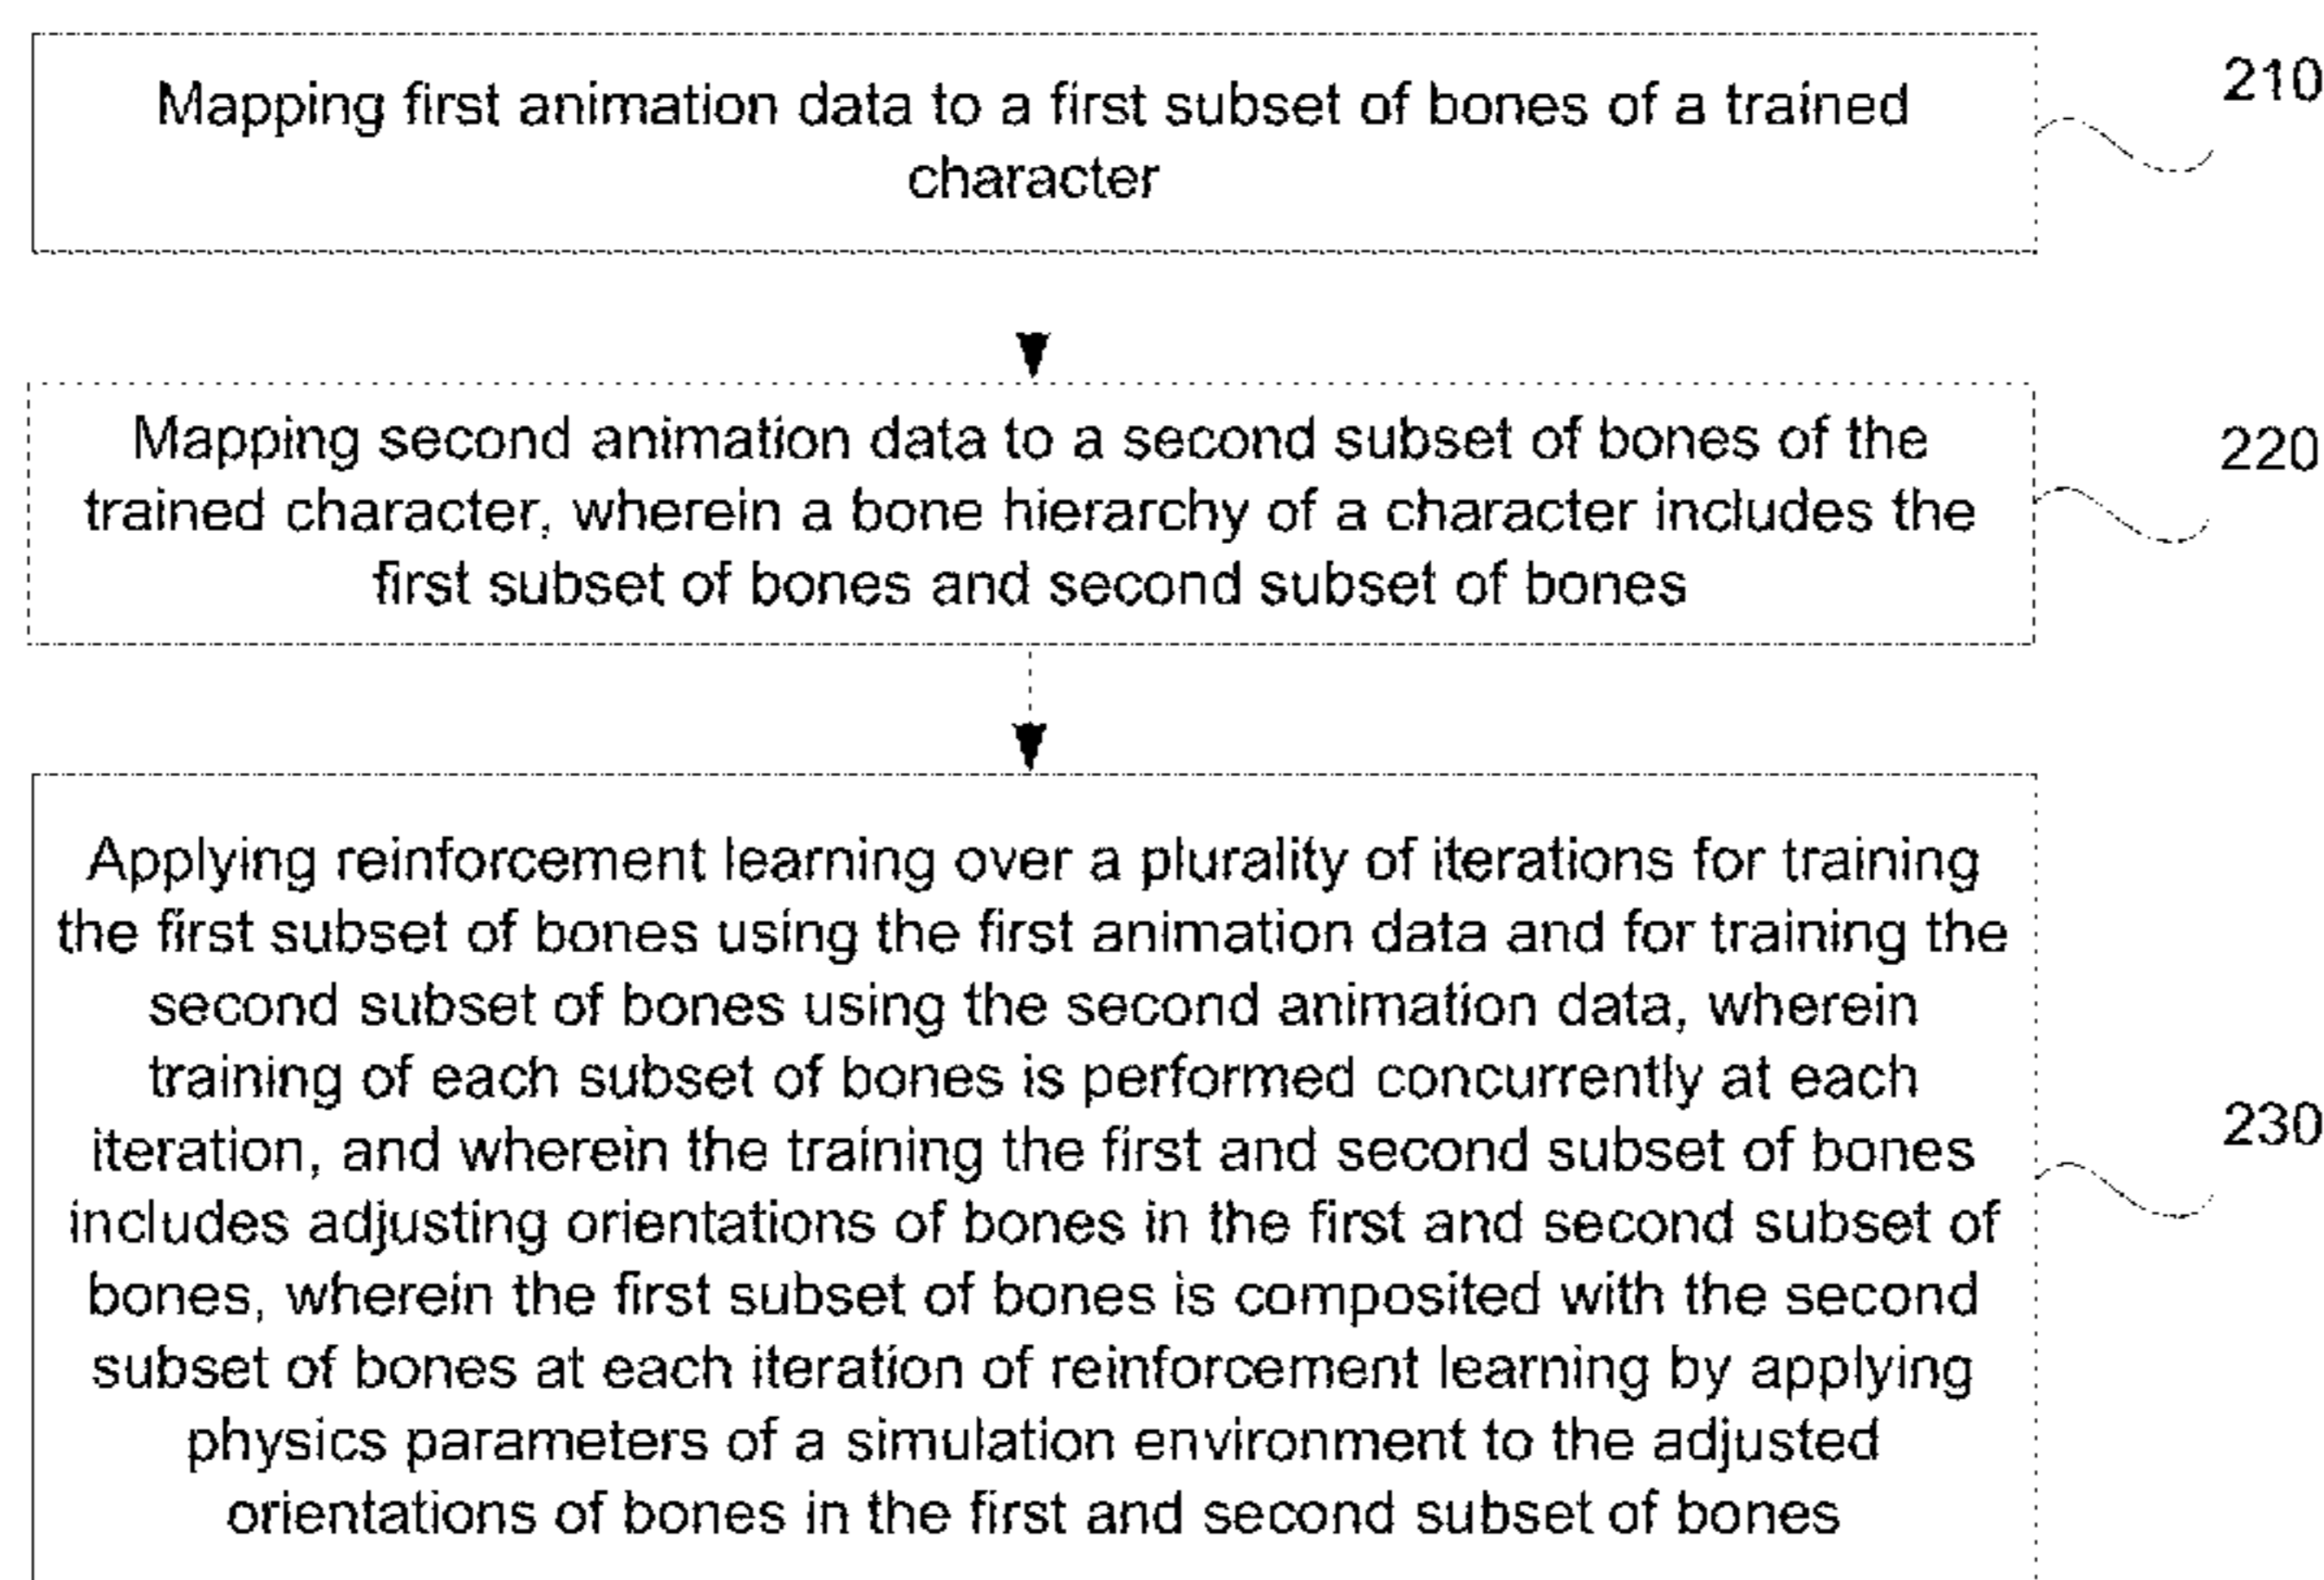 Mapping first animation data to a first subset of bones of a trained
character
210
Mapping second animation data to a second subset of bones of the
trained character, wherein a bone hierarchy of a character includes the
first subset of bones and second subset of bones
220
Applying reinforcement learning over a plurality of iterations for training
the first subset of bones using the first animation data and for training the
second subset of bones using the second animation data, wherein
training of each subset of bones is performed concurrently at each
iteration, and wherein the training the first and second subset of bones
includes adjusting orientations of bones in the first and second subset of
bones, wherein the first subset of bones is composited with the second
subset of bones at each iteration of reinforcement learning by applying
physics parameters of a simulation environment to the adjusted
orientations of bones in the first and second subset of bones
230